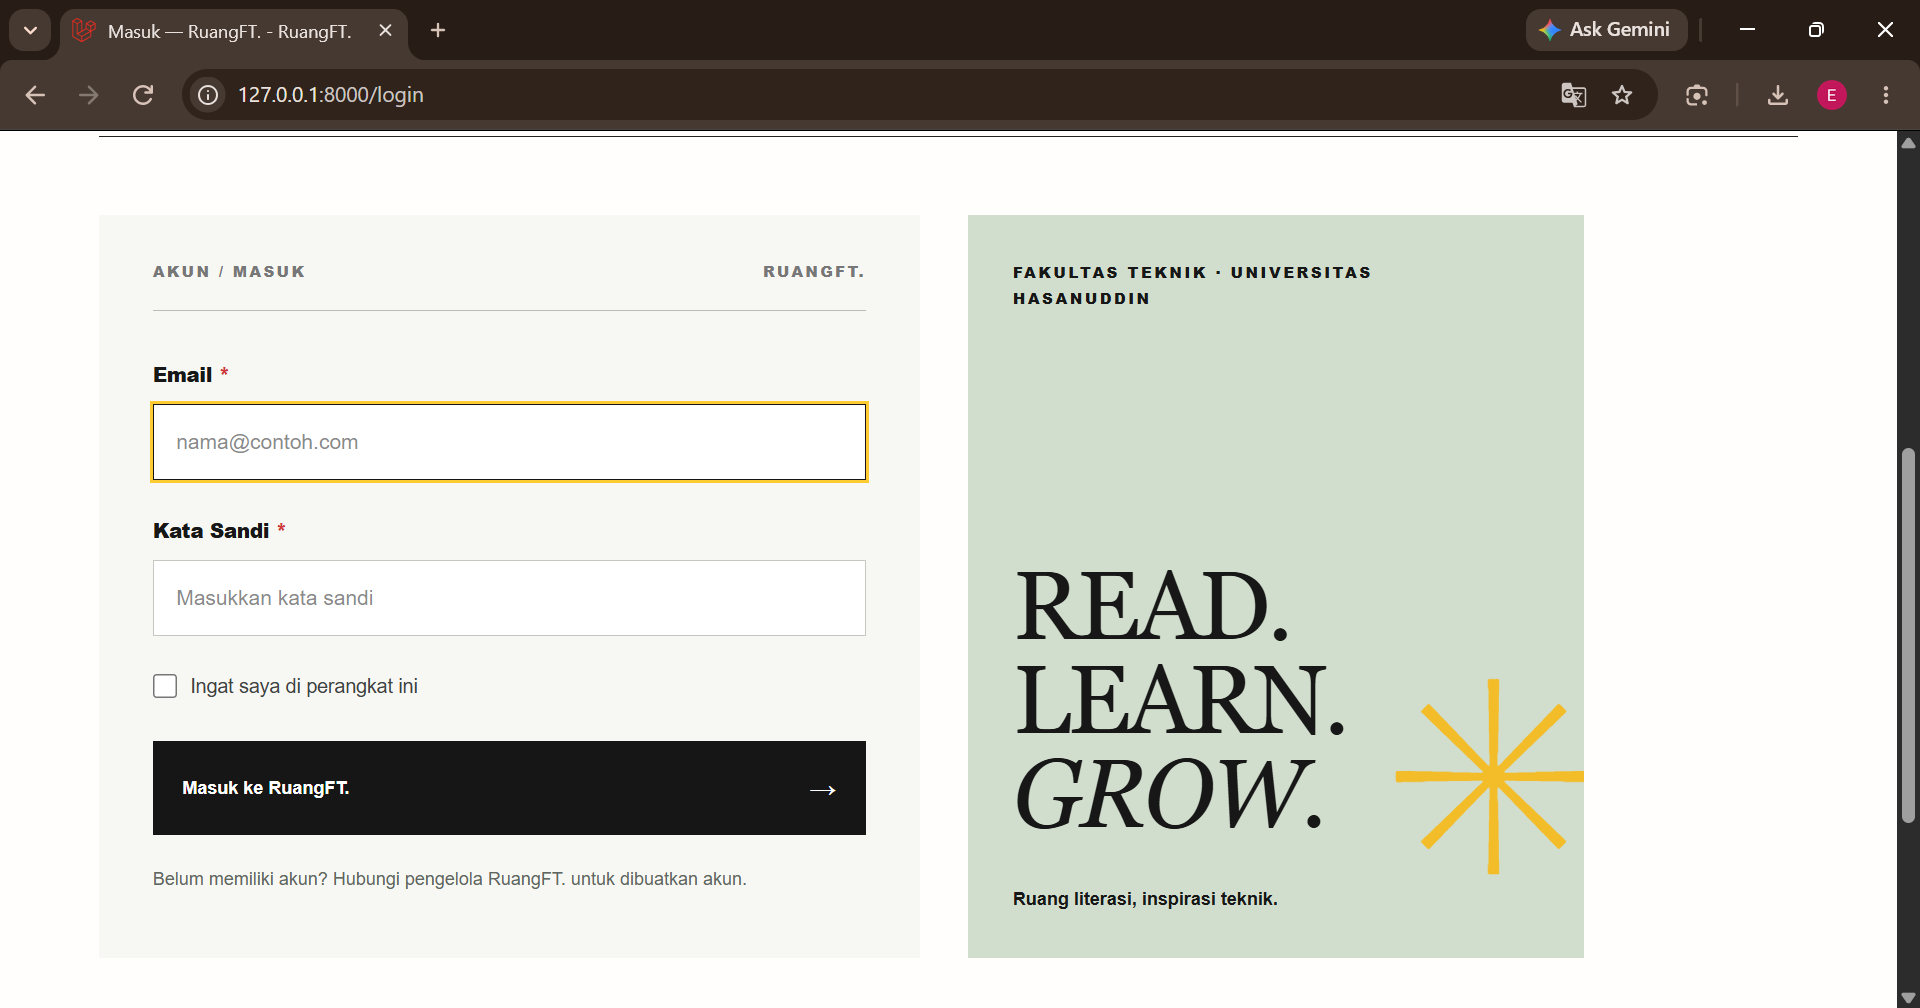 Masuk — RuangFT. - RuangFT.
Ask Gemini
127.0.0.1:8000/login
E
AKUN / MASUK
RUANGFT.
Email *
nama@contoh.com
Kata Sandi *
Masukkan kata sandi
Ingat saya di perangkat ini
Masuk ke RuangFT. →
Belum memiliki akun? Hubungi pengelola RuangFT. untuk dibuatkan akun.
FAKULTAS TEKNIK · UNIVERSITAS
HASANUDDIN
READ.
LEARN.
GROW.
Ruang literasi, inspirasi teknik.